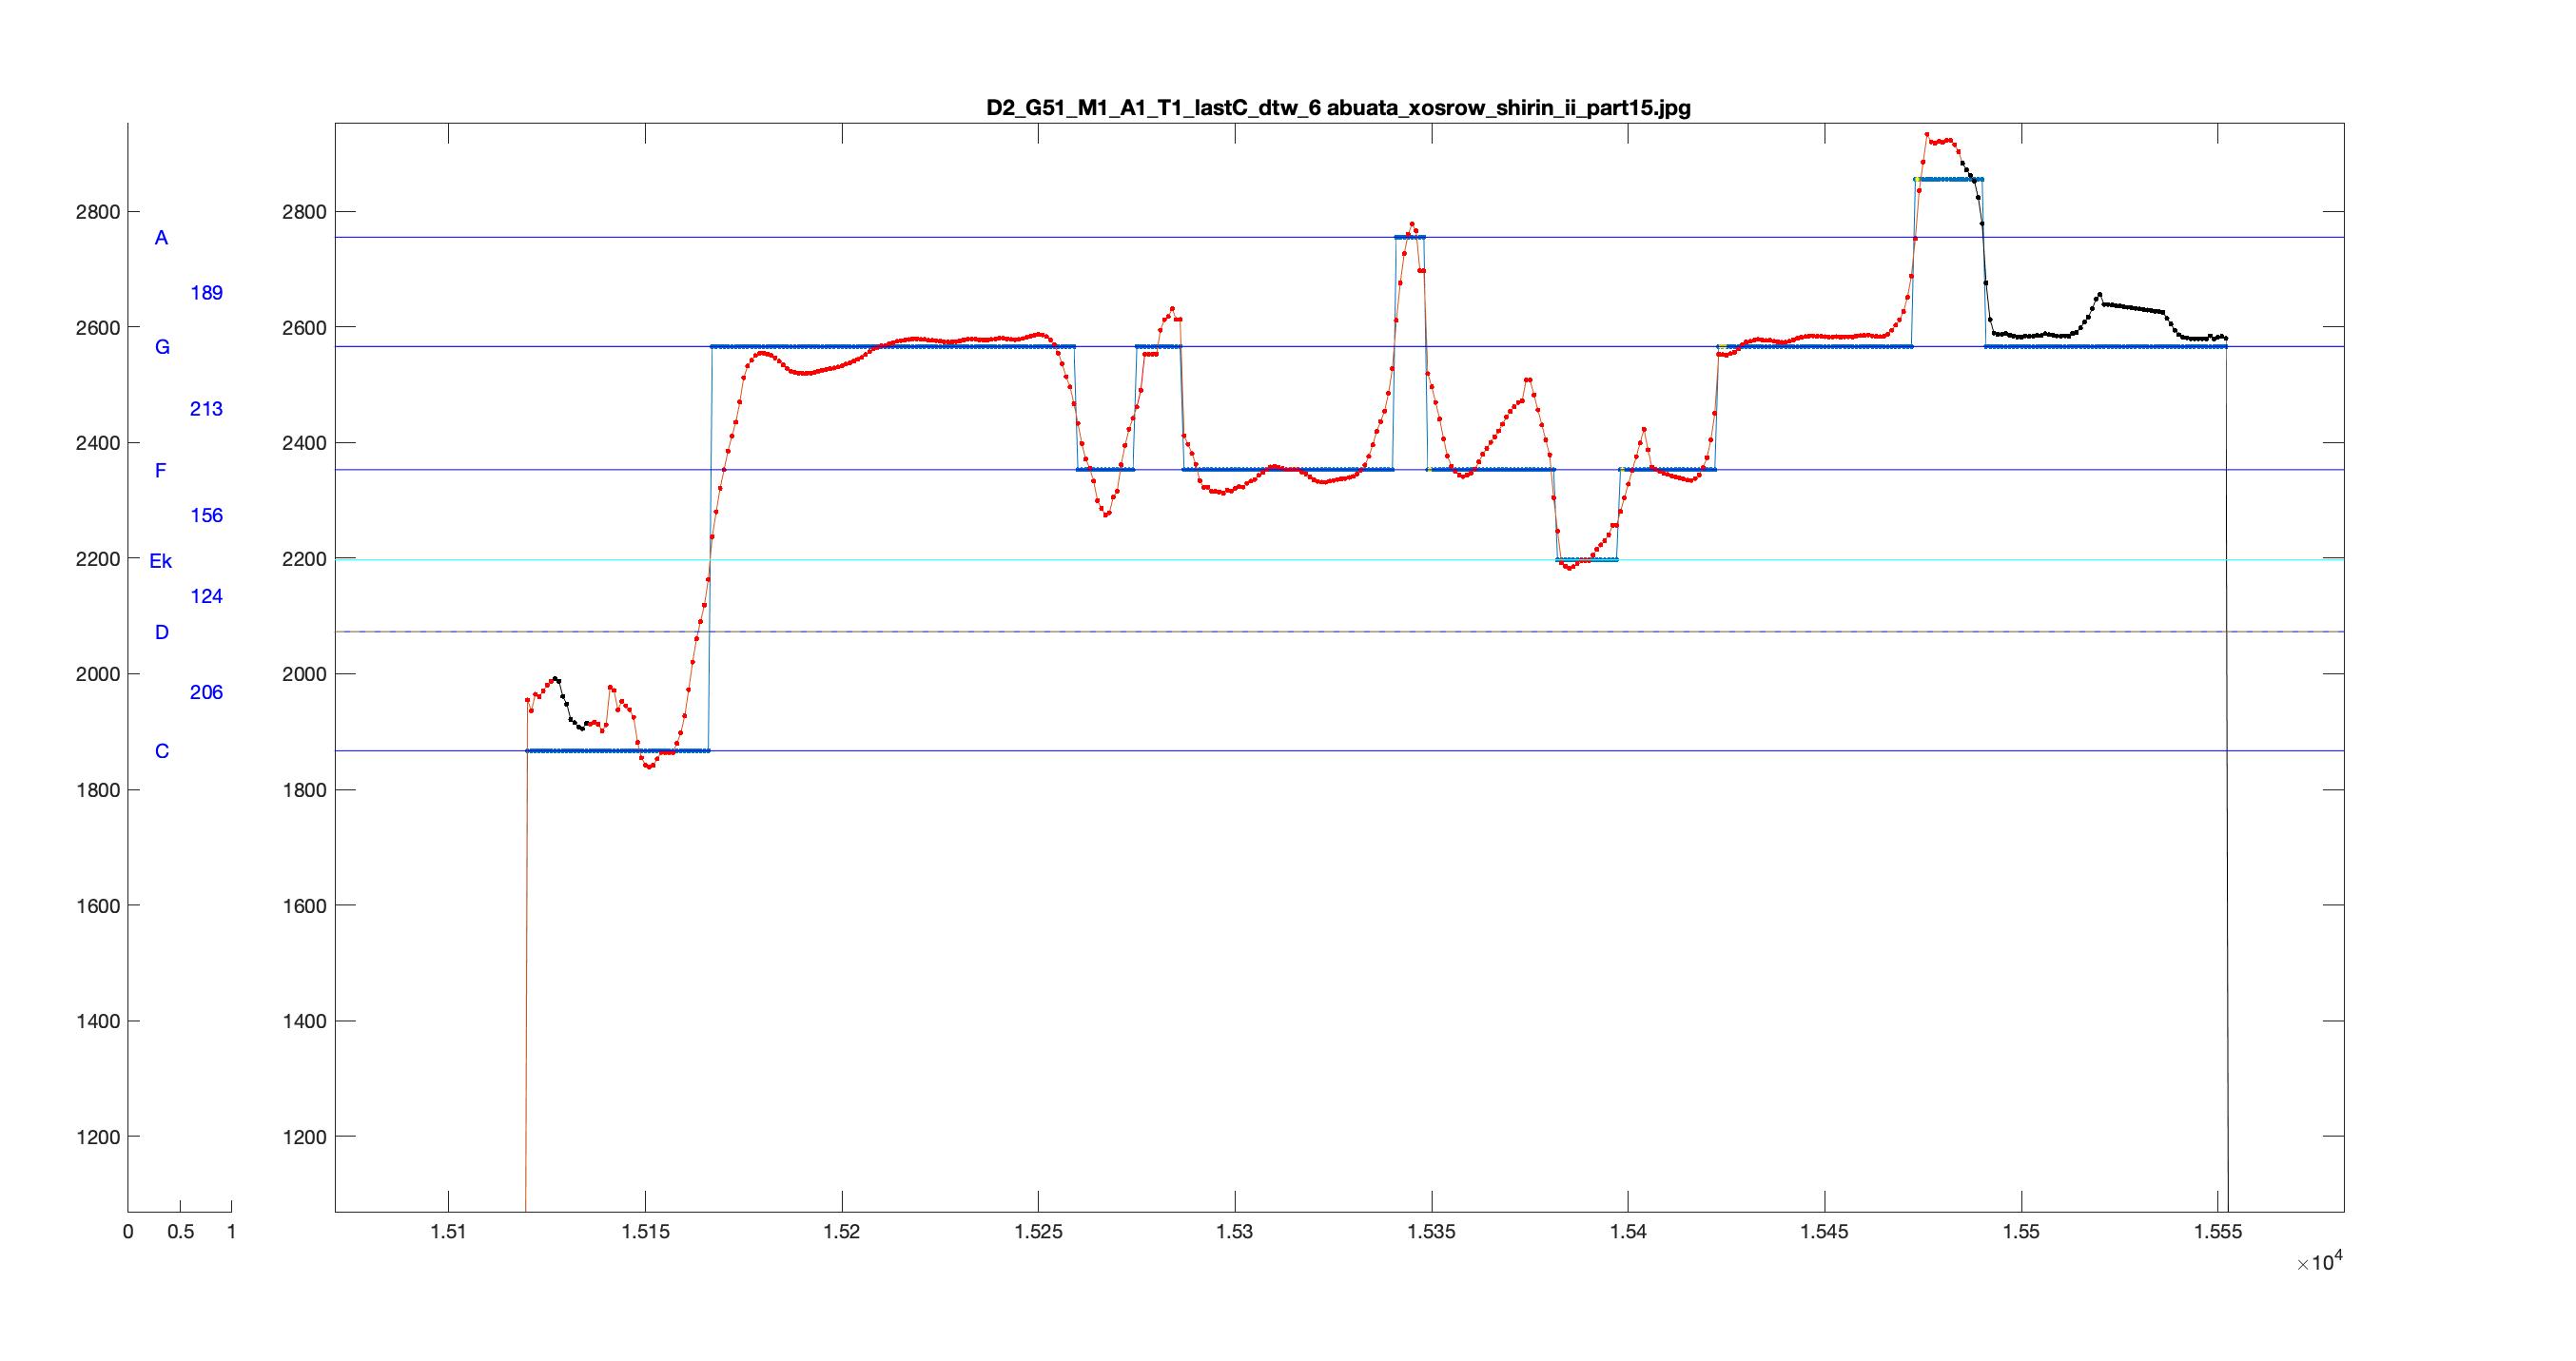 D2_G51_M1_A1_T1_lastC_dtw_6 abuata_xosrow_shirin_ii_part15.jpg
2800 2800
A
189
2600 2600
G
213
2400 2400
F
156
2200 Ek 2200
124
D
2000 2000
206
C
1800 1800
1600 1600
1400 1400
1200 1200
0 0.5 1 1.51 1.515 1.52 1.525 1.53 1.535 1.54 1.545 1.55 1.555
×10⁴